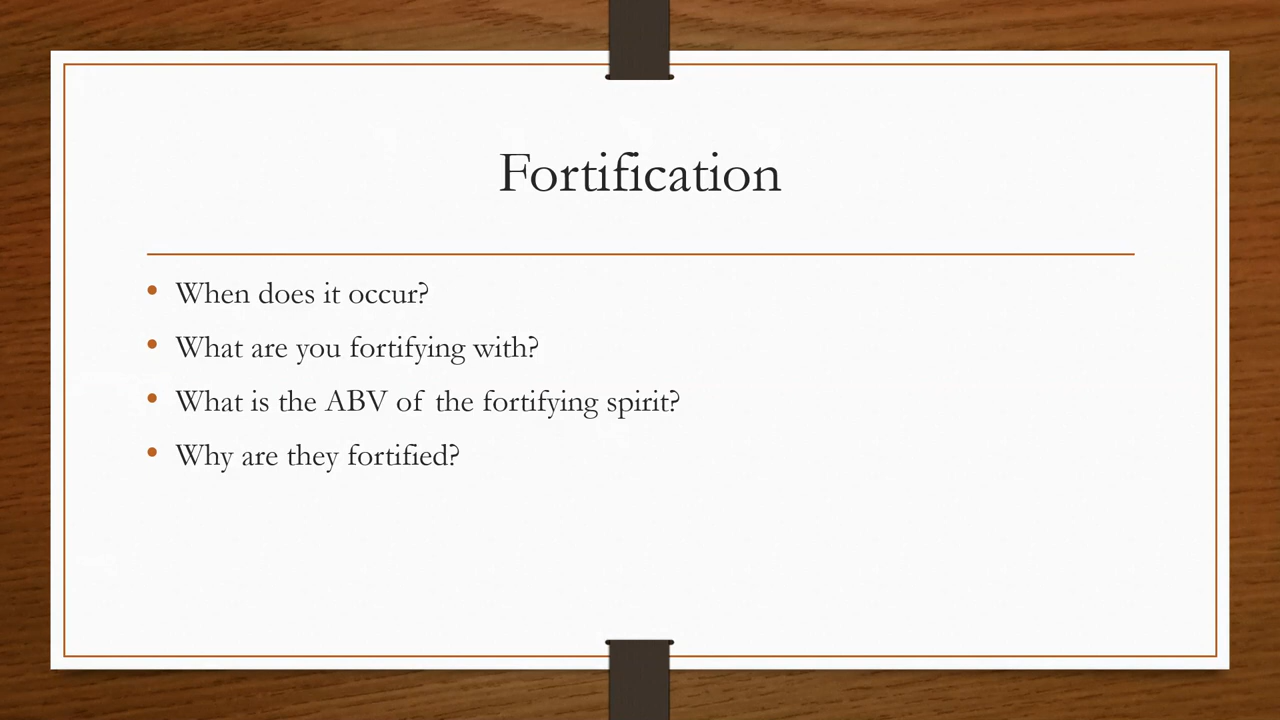 Fortification
• When does it occur?
• What are you fortifying with?
• What is the ABV of the fortifying spirit?
• Why are they fortified?